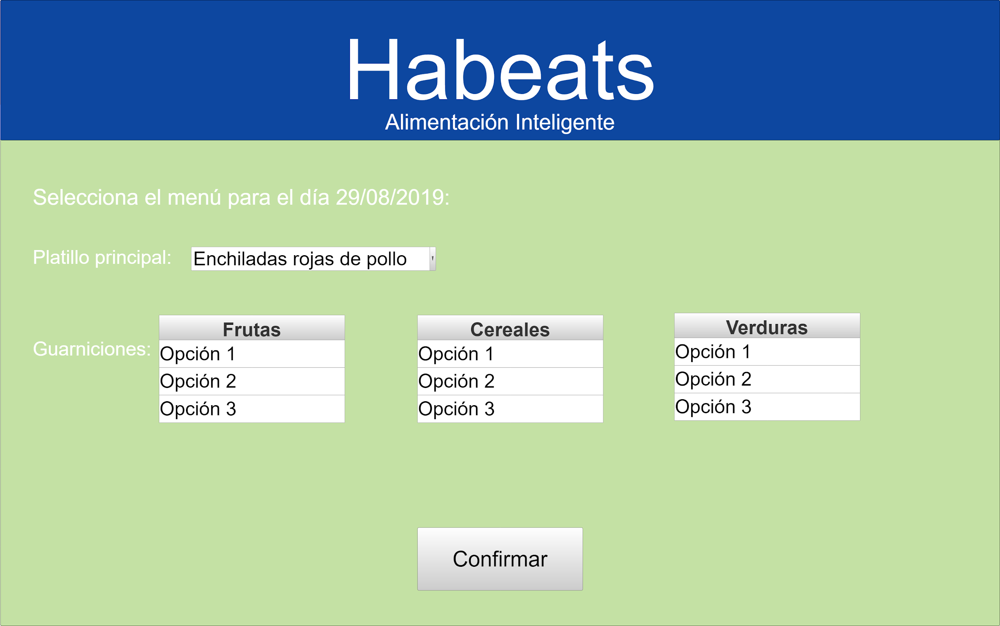 Habeats
Alimentación Inteligente
Selecciona el menú para el día 29/08/2019:
Platillo principal: Enchiladas rojas de pollo
Guarniciones:
Frutas
Opción 1
Opción 2
Opción 3
Cereales
Opción 1
Opción 2
Opción 3
Verduras
Opción 1
Opción 2
Opción 3
Confirmar